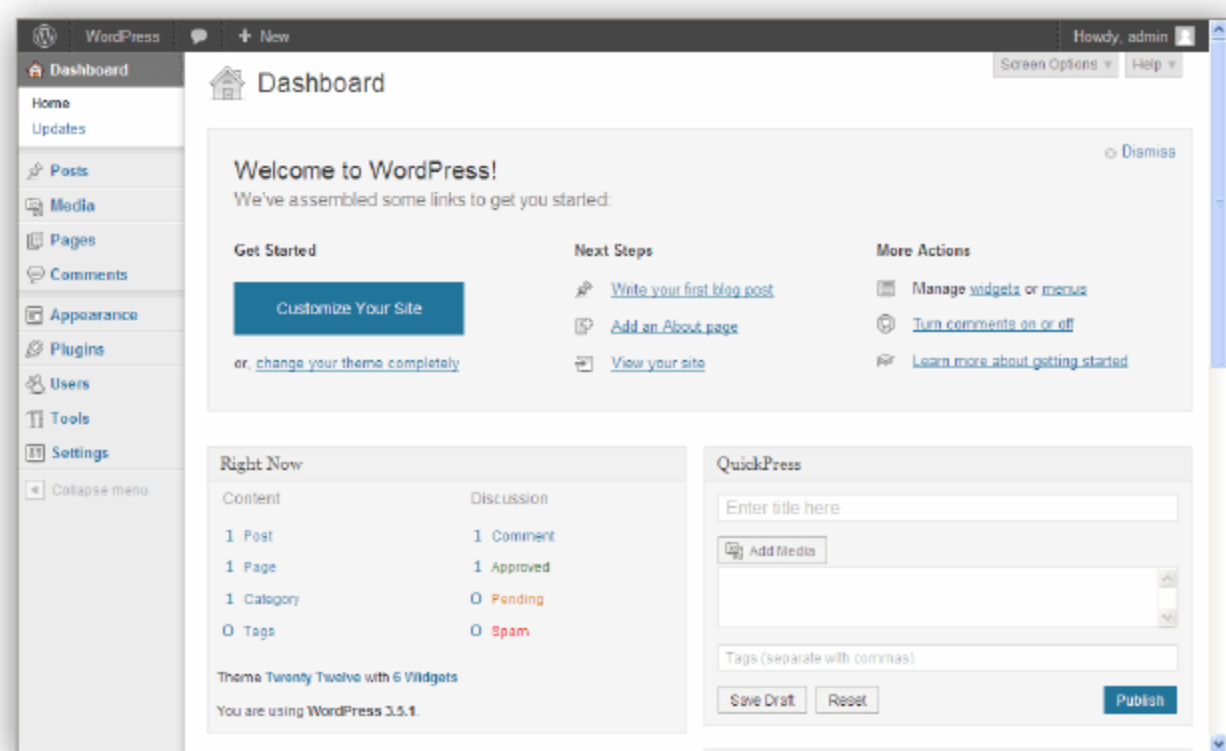 WordPress + New Howdy, admin
Dashboard
Home
Updates
Posts
Media
Pages
Comments
Appearance
Plugins
Users
Tools
Settings
Collapse menu
Screen Options Help
Dashboard
Dismiss
Welcome to WordPress!
We've assembled some links to get you started:
Get Started
Customize Your Site
or, change your theme completely
Next Steps
Write your first blog post
Add an About page
View your site
More Actions
Manage widgets or menus
Turn comments on or off
Learn more about getting started
Right Now
Content Discussion
1 Post 1 Comment
1 Page 1 Approved
1 Category 0 Pending
0 Tags 0 Spam
Theme Twenty Twelve with 6 Widgets
You are using WordPress 3.5.1.
QuickPress
Enter title here
Add Media
Tags (separate with commas)
Save Draft Reset Publish